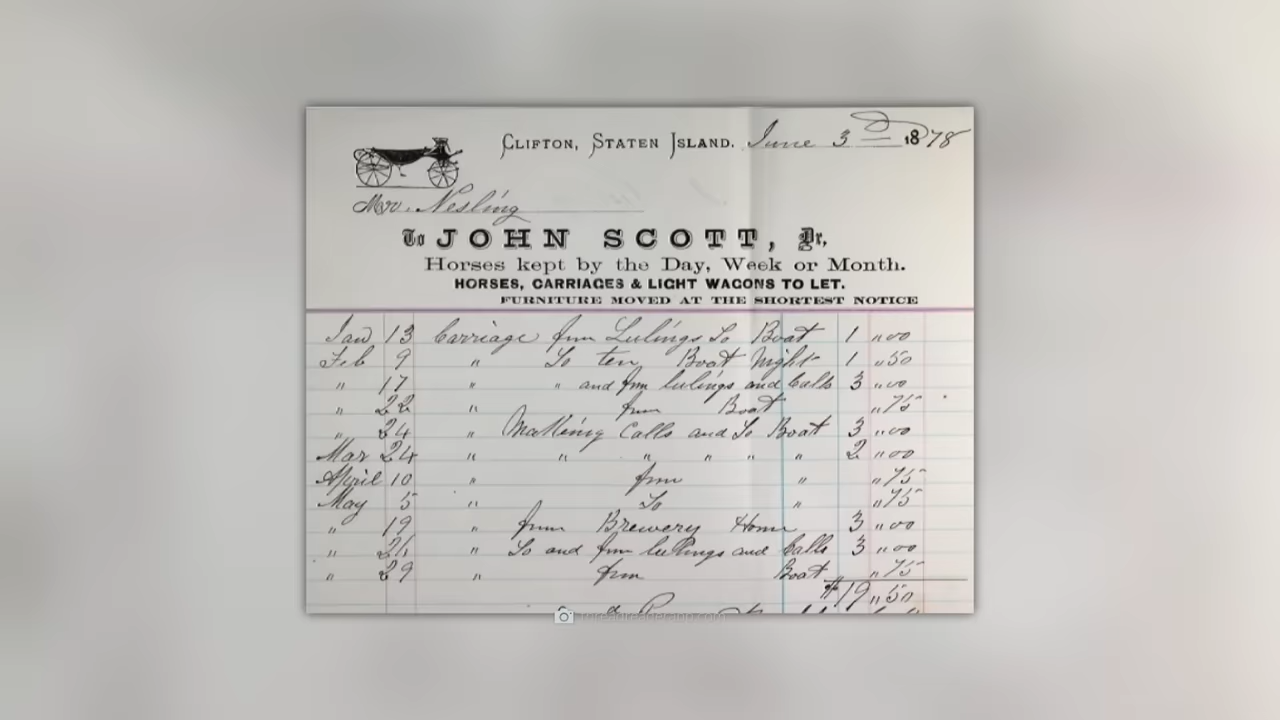 Clifton, Staten Island. June 3 1878
Mr. Nesling
To JOHN SCOTT, Dr,
Horses kept by the Day, Week or Month.
HORSES, CARRIAGES & LIGHT WAGONS TO LET.
FURNITURE MOVED AT THE SHORTEST NOTICE
Jan 13 Carriage from Lulings To Boat 1 "00
Feb 9 " To ten Boat Night 1 "50
" 17 " " and from lulings and Calls 3 "00
" 22 " from Boat "75
" 24 " Making Calls and To Boat 3 "00
Mar 24 " " " " " " 2 "00
April 10 " from " "75
May 5 " To " "75
" 19 " from Brewery Home 3 "00
" 21 " To and from lulings and Calls 3 "00
" 29 " from Boat "75
$19 "50
threadreaderapp.com